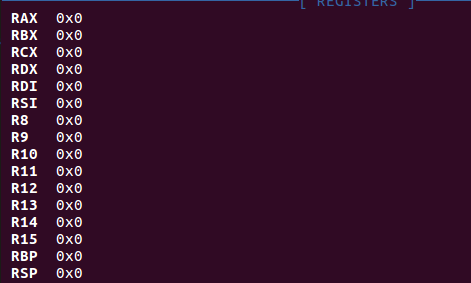 [ REGISTERS ]
RAX 0x0
RBX 0x0
RCX 0x0
RDX 0x0
RDI 0x0
RSI 0x0
R8 0x0
R9 0x0
R10 0x0
R11 0x0
R12 0x0
R13 0x0
R14 0x0
R15 0x0
RBP 0x0
RSP 0x0